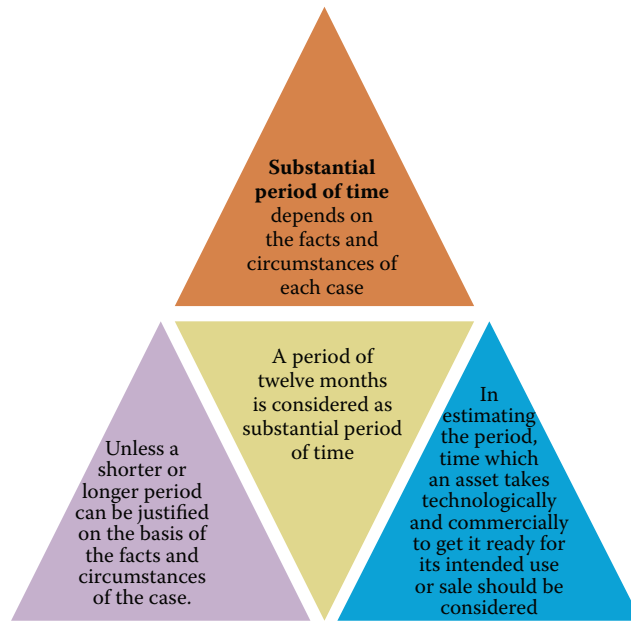 Substantial
period of time
depends on
the facts and
circumstances of
each case
A period of
twelve months
is considered as
substantial period
of time
Unless a
shorter or
longer period
can be justified
on the basis of
the facts and
circumstances
of the case.
In
estimating
the period,
time which
an asset takes
technologically
and commercially
to get it ready for
its intended use
or sale should be
considered